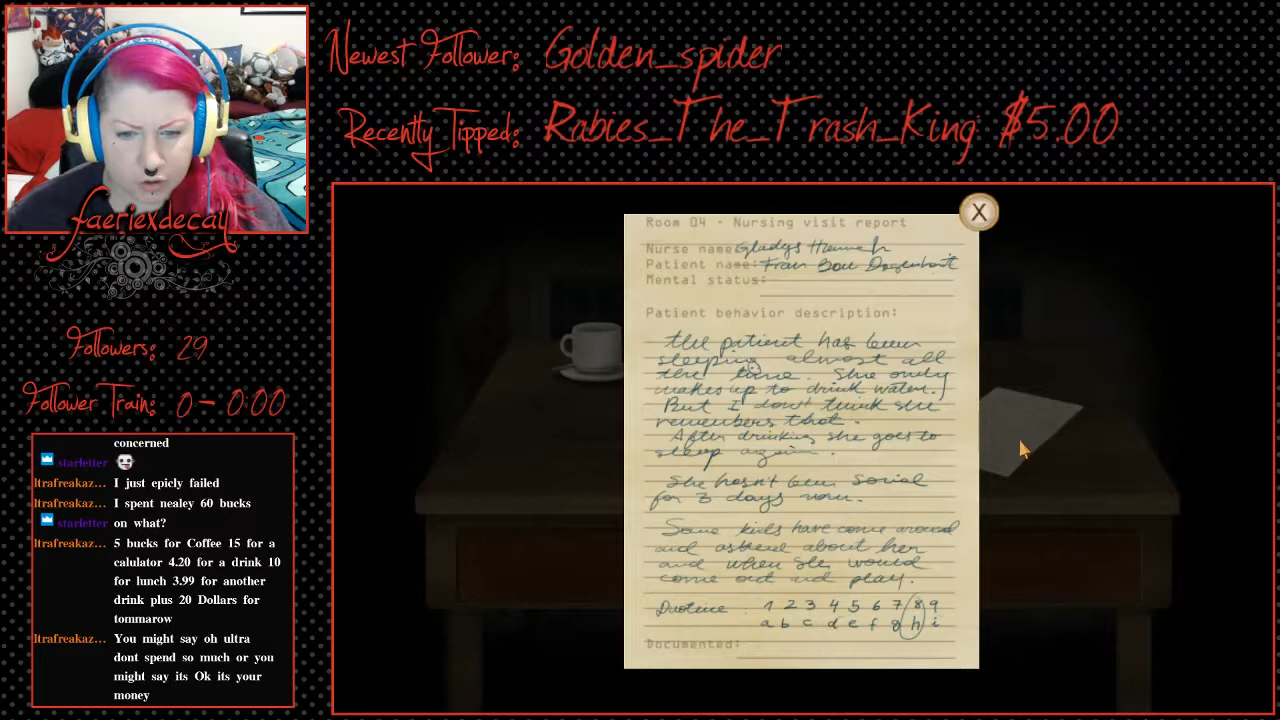 Newest Follower: Golden_spider
Recently Tipped: Rabies_The_Trash_King $5.00
faeriexdecay
Followers: 29
Follower Train: 0 - 0:00
concerned
starletter
ltrafreakaz... I just epicly failed
ltrafreakaz... I spent nealey 60 bucks
starletter on what?
ltrafreakaz... 5 bucks for Coffee 15 for a
calulator 4.20 for a drink 10
for lunch 3.99 for another
drink plus 20 Dollars for
tommarow
ltrafreakaz... You might say oh ultra
dont spend so much or you
might say its Ok its your
money
X
Room 04 - Nursing visit report
Nurse name: Gladys
Patient name: Fran Bow Dagenhart
Mental status:
Patient behavior description:
The patient has been
sleeping almost all
the time. She only
wakes up to drink water.
But I don't think she
remembers that.
After drinking she goes to
sleep again.
She hasn't been social
for 3 days now.
Some kids have come around
and asked about her
and when she would
come out and play.
Duotine : 1 2 3 4 5 6 7 8 9
a b c d e f g h i
Documented: